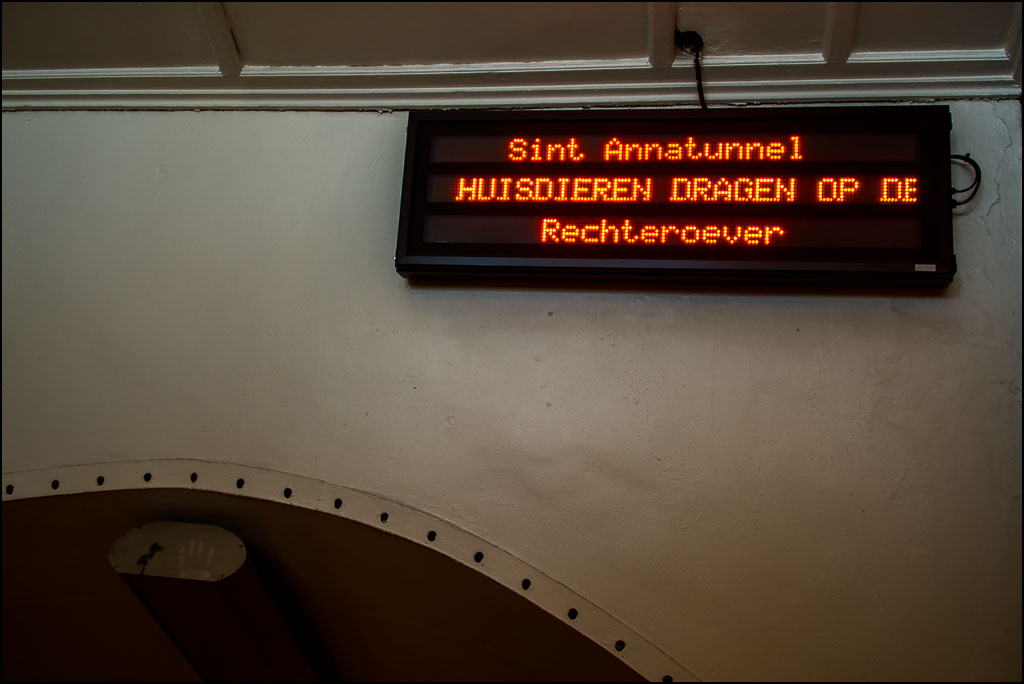 Sint Annatunnel
HUISDIEREN DRAGEN OP DE
Rechteroever